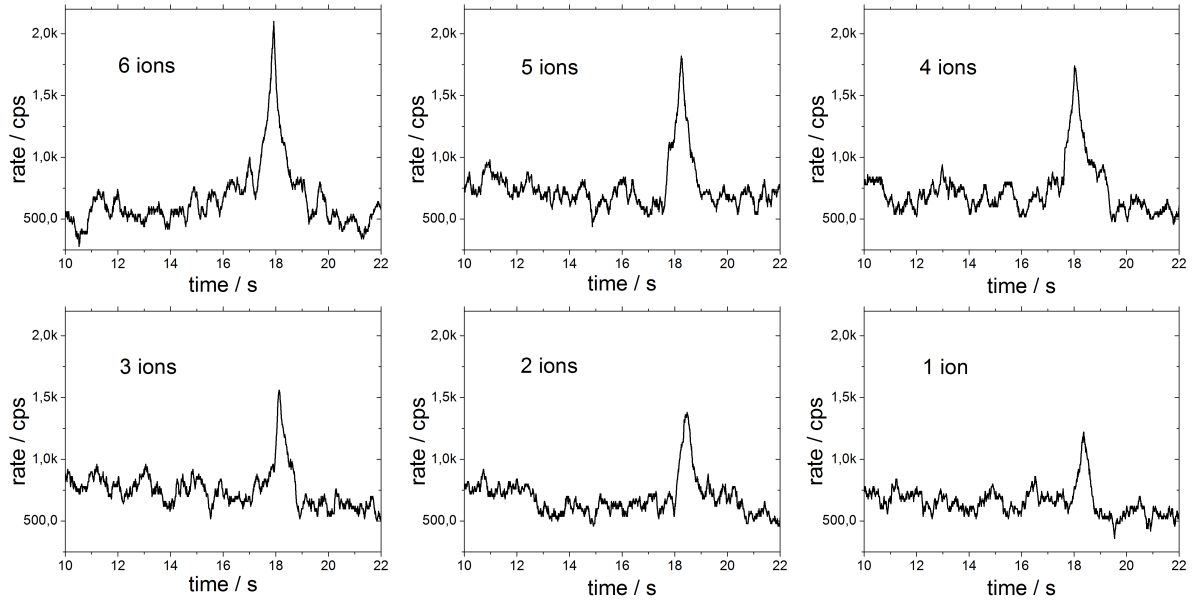 2,0k
1,5k
1,0k
500,0
rate / cps
6 ions
10 12 14 16 18 20 22
time / s
2,0k
1,5k
1,0k
500,0
rate / cps
5 ions
10 12 14 16 18 20 22
time / s
2,0k
1,5k
1,0k
500,0
rate / cps
4 ions
10 12 14 16 18 20 22
time / s
2,0k
1,5k
1,0k
500,0
rate / cps
3 ions
10 12 14 16 18 20 22
time / s
2,0k
1,5k
1,0k
500,0
rate / cps
2 ions
10 12 14 16 18 20 22
time / s
2,0k
1,5k
1,0k
500,0
rate / cps
1 ion
10 12 14 16 18 20 22
time / s